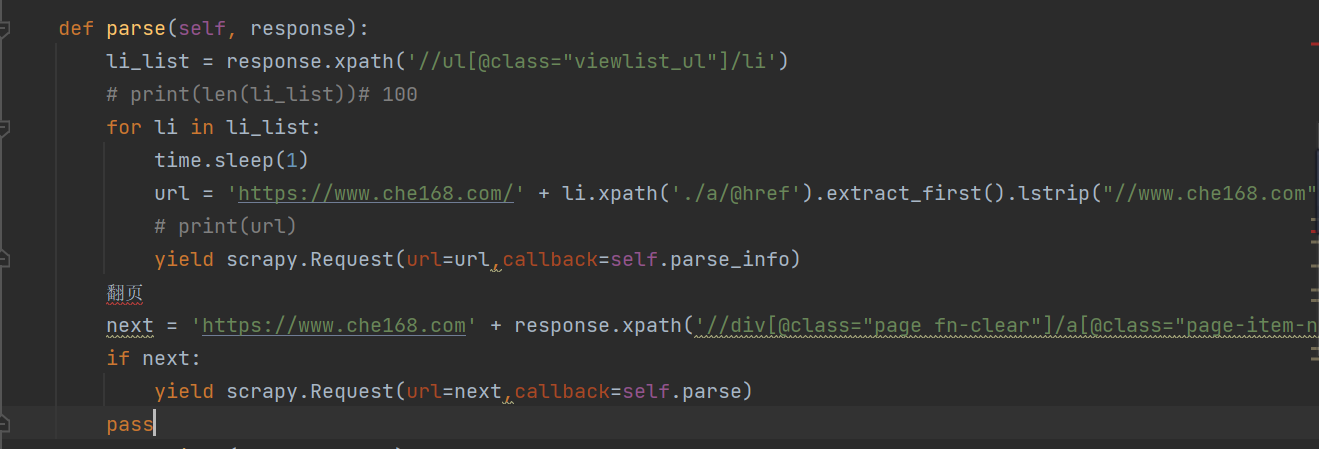 def parse(self, response):
li_list = response.xpath('//ul[@class="viewlist_ul"]/li')
# print(len(li_list))# 100
for li in li_list:
time.sleep(1)
url = 'https://www.che168.com/' + li.xpath('./a/@href').extract_first().lstrip("//www.che168.com"
# print(url)
yield scrapy.Request(url=url,callback=self.parse_info)
翻页
next = 'https://www.che168.com' + response.xpath('//div[@class="page fn-clear"]/a[@class="page-item-n
if next:
yield scrapy.Request(url=next,callback=self.parse)
pass